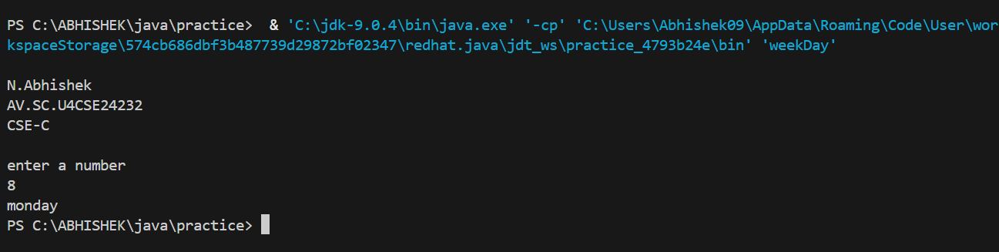 PS C:\ABHISHEK\java\practice>  & 'C:\jdk-9.0.4\bin\java.exe' '-cp' 'C:\Users\Abhishek09\AppData\Roaming\Code\User\wor
kspaceStorage\574cb686dbf3b487739d29872bf02347\redhat.java\jdt_ws\practice_4793b24e\bin' 'weekDay'
N.Abhishek
AV.SC.U4CSE24232
CSE-C
enter a number
8
monday
PS C:\ABHISHEK\java\practice>